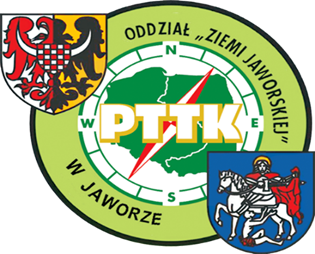 ODDZIAŁ „ZIEMI JAWORSKIEJ”
N
W PTTK E
S
W JAWORZE